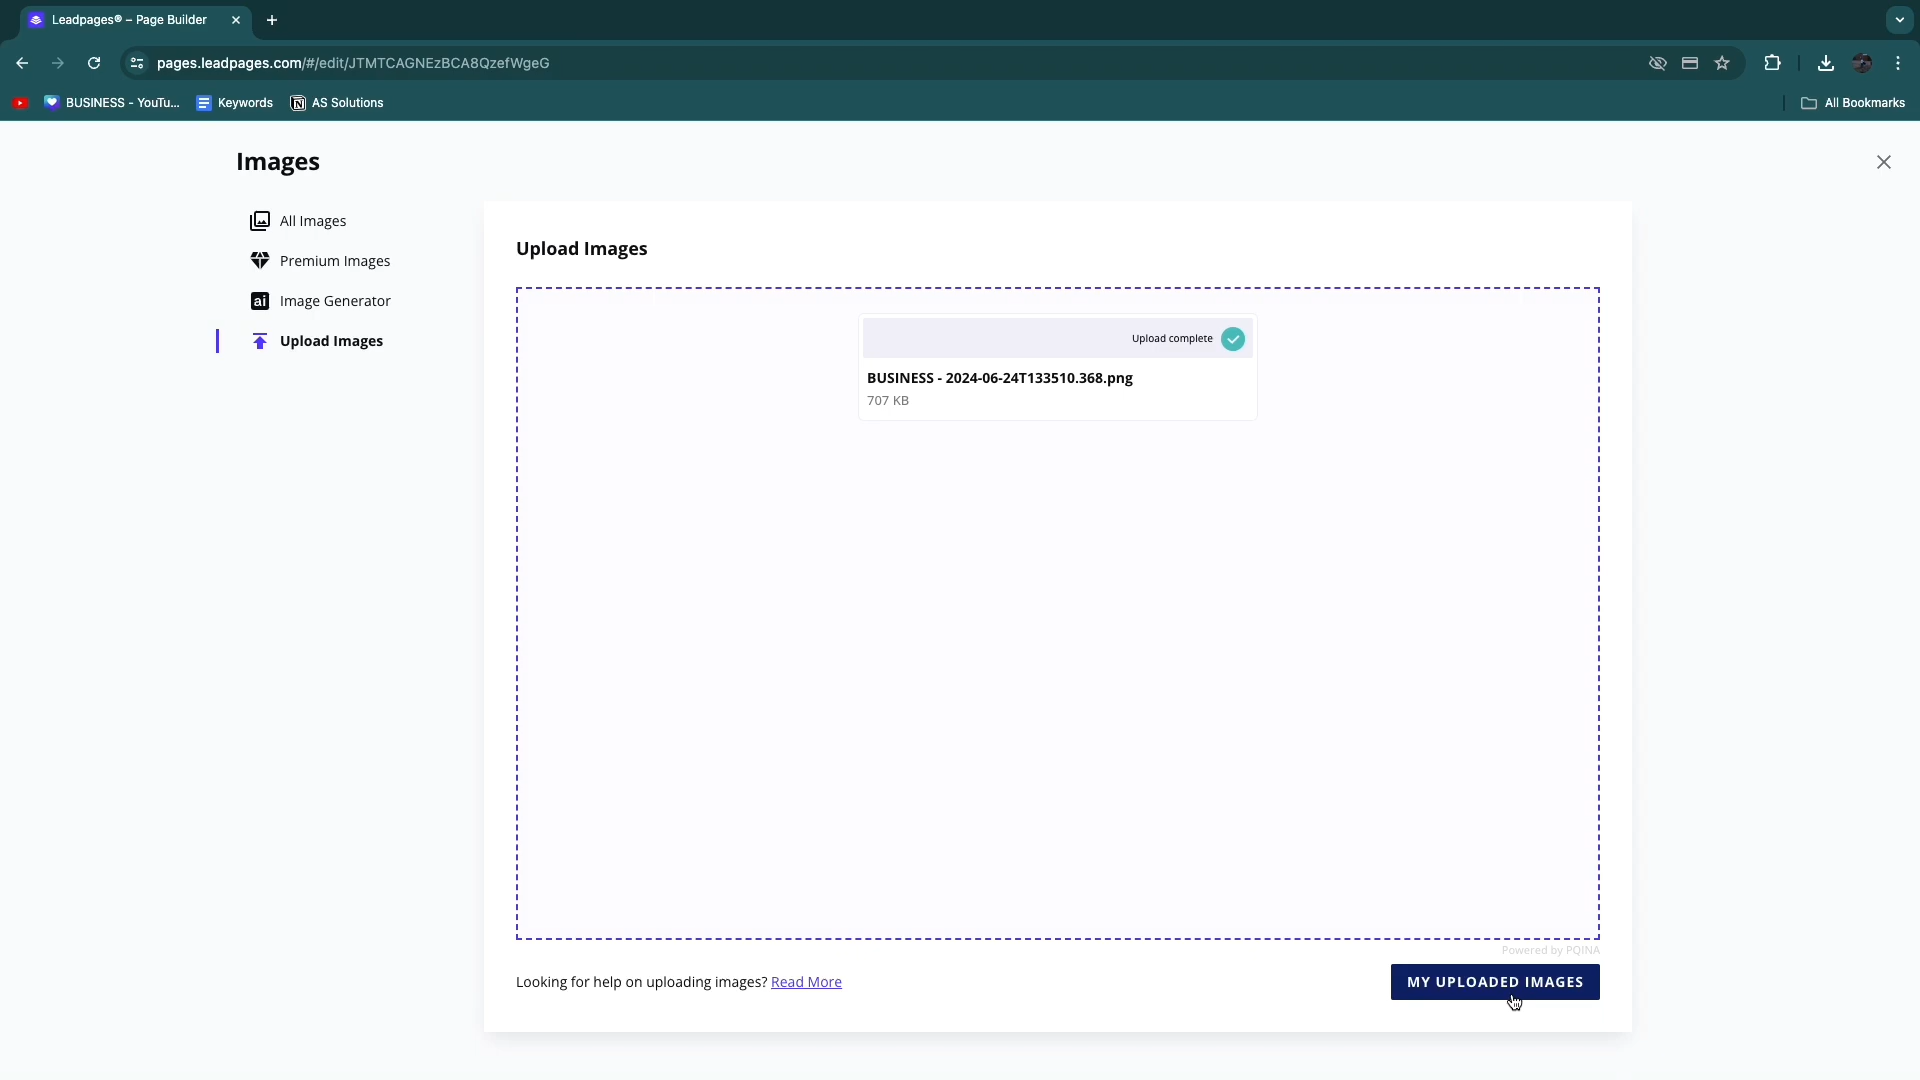 Leadpages® – Page Builder
pages.leadpages.com/#/edit/JTMTCAGNEzBCA8QzefWgeG
BUSINESS - YouTu...
Keywords
AS Solutions
All Bookmarks
Images
All Images
Premium Images
ai Image Generator
Upload Images
Upload Images
Upload complete
BUSINESS - 2024-06-24T133510.368.png
707 KB
Powered by PQINA
Looking for help on uploading images? Read More
MY UPLOADED IMAGES